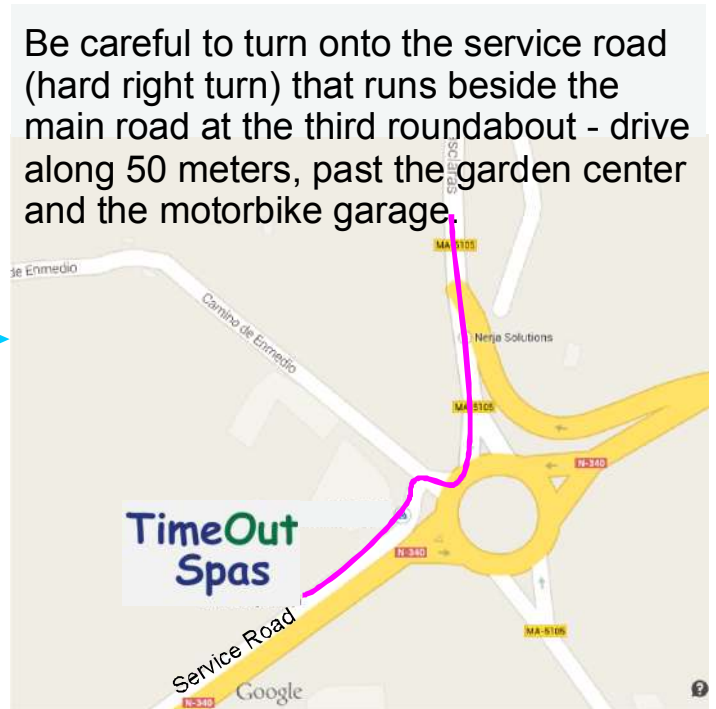 Be careful to turn onto the service road
(hard right turn) that runs beside the
main road at the third roundabout - drive
along 50 meters, past the garden center
and the motorbike garage.
MA-5105
de Enmedio
Camino de Enmedio
Nerja Solutions
MA-5105
N-340
TimeOut
Spas
N-340
Service Road
MA-5105
Google
N-340